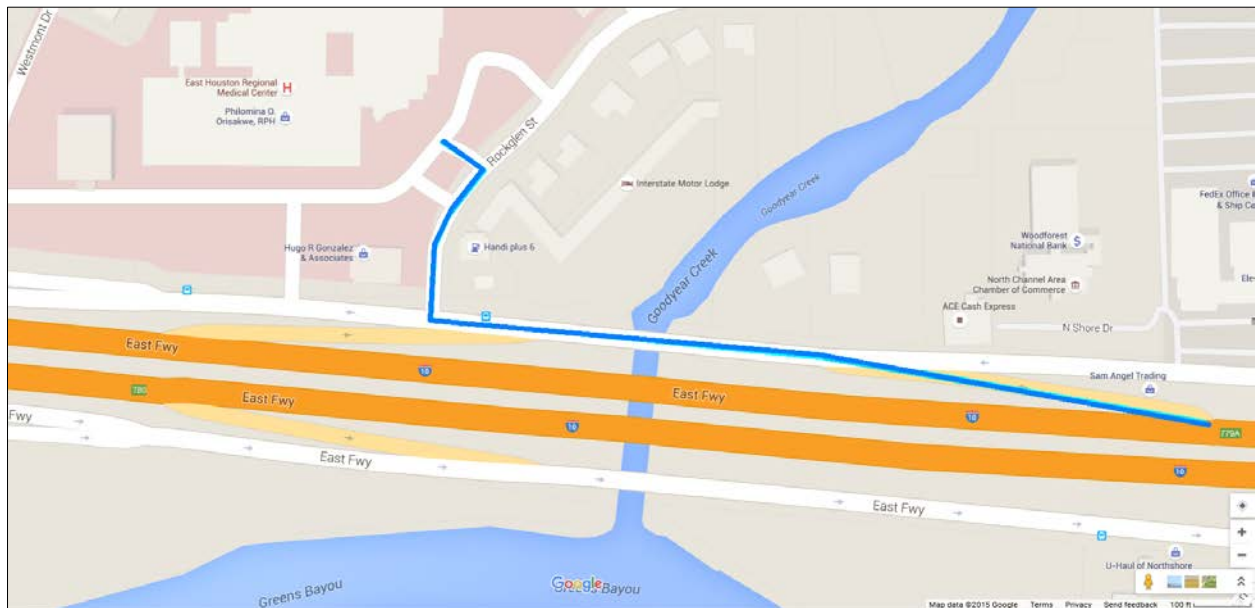 Westmont Dr
East Houston Regional
Medical Center
H
Philomina O.
Orisakwe, RPH
Rockglen St
Interstate Motor Lodge
Goodyear Creek
FedEx Office
& Ship
Woodforest
National Bank
$
Hugo R Gonzalez
& Associates
Handi plus 6
North Channel Area
Chamber of Commerce
Goodyear Creek
ACE Cash Express
N Shore Dr
East Fwy
Sam Angel Trading
10
780
East Fwy
East Fwy
10
Fwy
10
779A
East Fwy
10
East Fwy
U-Haul of Northshore
Greens Bayou
Google
Greens Bayou
Map data ©2015 Google Terms Privacy Send feedback 100 ft